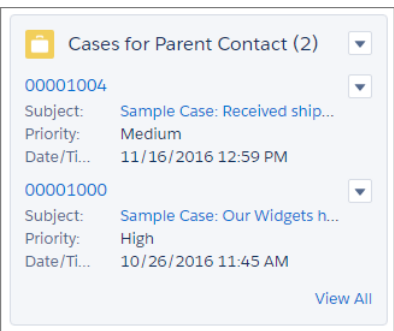 Cases for Parent Contact (2)
00001004
Subject: Sample Case: Received ship...
Priority: Medium
Date/Ti... 11/16/2016 12:59 PM
00001000
Subject: Sample Case: Our Widgets h...
Priority: High
Date/Ti... 10/26/2016 11:45 AM
View All